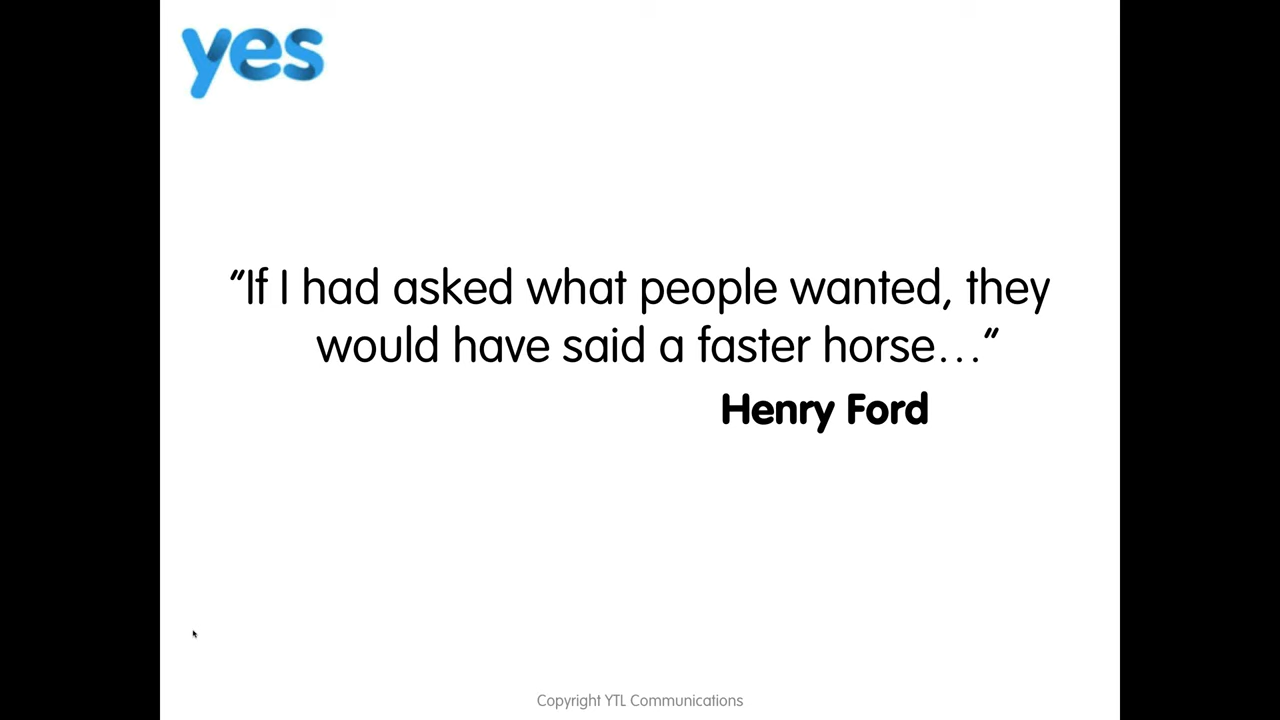 yes
"If I had asked what people wanted, they
would have said a faster horse…"
Henry Ford
Copyright YTL Communications